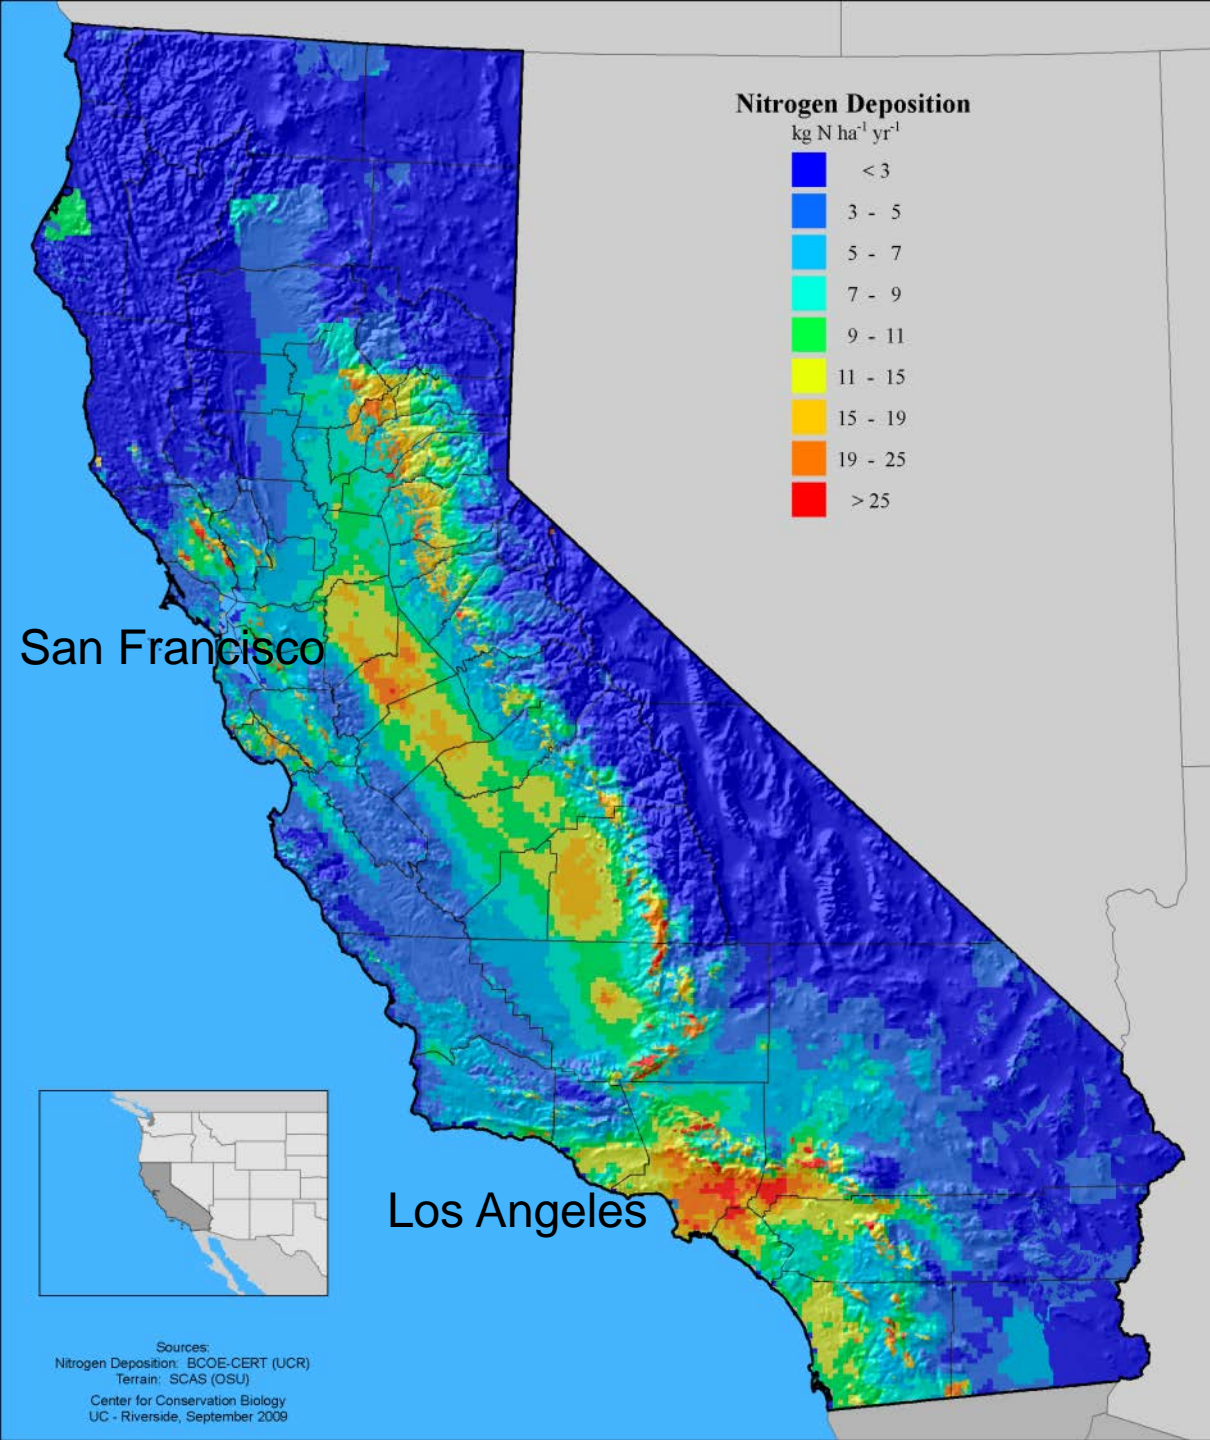 Nitrogen Deposition
kg N ha⁻¹ yr⁻¹
< 3
3 - 5
5 - 7
7 - 9
9 - 11
11 - 15
15 - 19
19 - 25
> 25
San Francisco
Los Angeles
Sources:
Nitrogen Deposition: BCOE-CERT (UCR)
Terrain: SCAS (OSU)
Center for Conservation Biology
UC - Riverside, September 2009